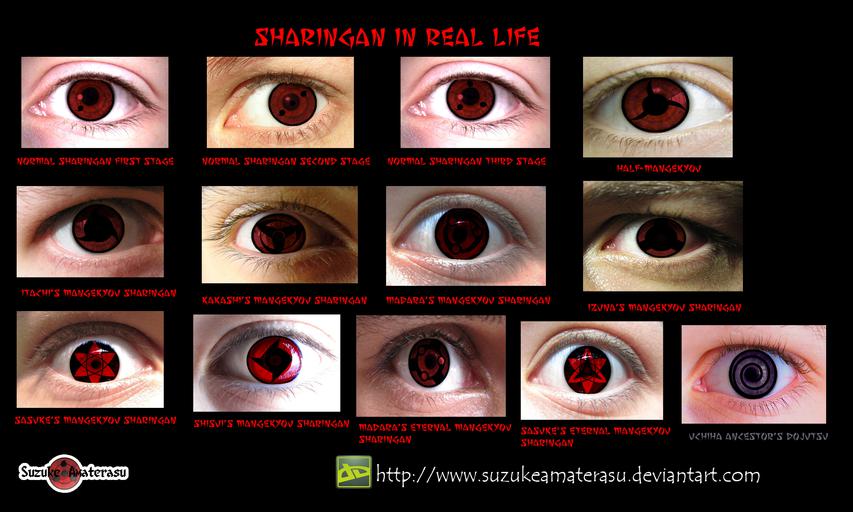 SHARINGAN IN REAL LIFE
NORMAL SHARINGAN FIRST STAGE
NORMAL SHARINGAN SECOND STAGE
NORMAL SHARINGAN THIRD STAGE
HALF-MANGEKYOU
ITACHI'S MANGEKYOU SHARINGAN
KAKASHI'S MANGEKYOU SHARINGAN
MADARA'S MANGEKYOU SHARINGAN
IZUNA'S MANGEKYOU SHARINGAN
SASUKE'S MANGEKYOU SHARINGAN
SHISUI'S MANGEKYOU SHARINGAN
MADARA'S ETERNAL MANGEKYOU
SHARINGAN
SASUKE'S ETERNAL MANGEKYOU
SHARINGAN
UCHIHA ANCESTOR'S DOJUTSU
Suzuke Amaterasu
http://www.suzukeamaterasu.deviantart.com